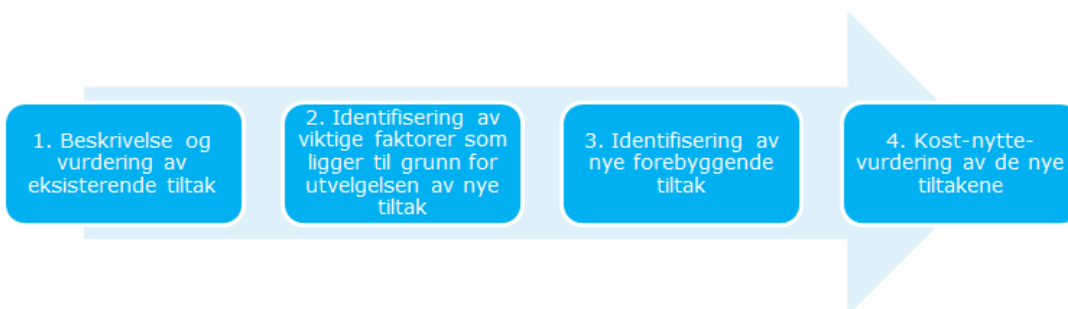 1. Beskrivelse og
vurdering av
eksisterende tiltak
2. Identifisering av
viktige faktorer som
ligger til grunn for
utvelgelsen av nye
tiltak
3. Identifisering av
nye forebyggende
tiltak
4. Kost-nytte-
vurdering av de nye
tiltakene